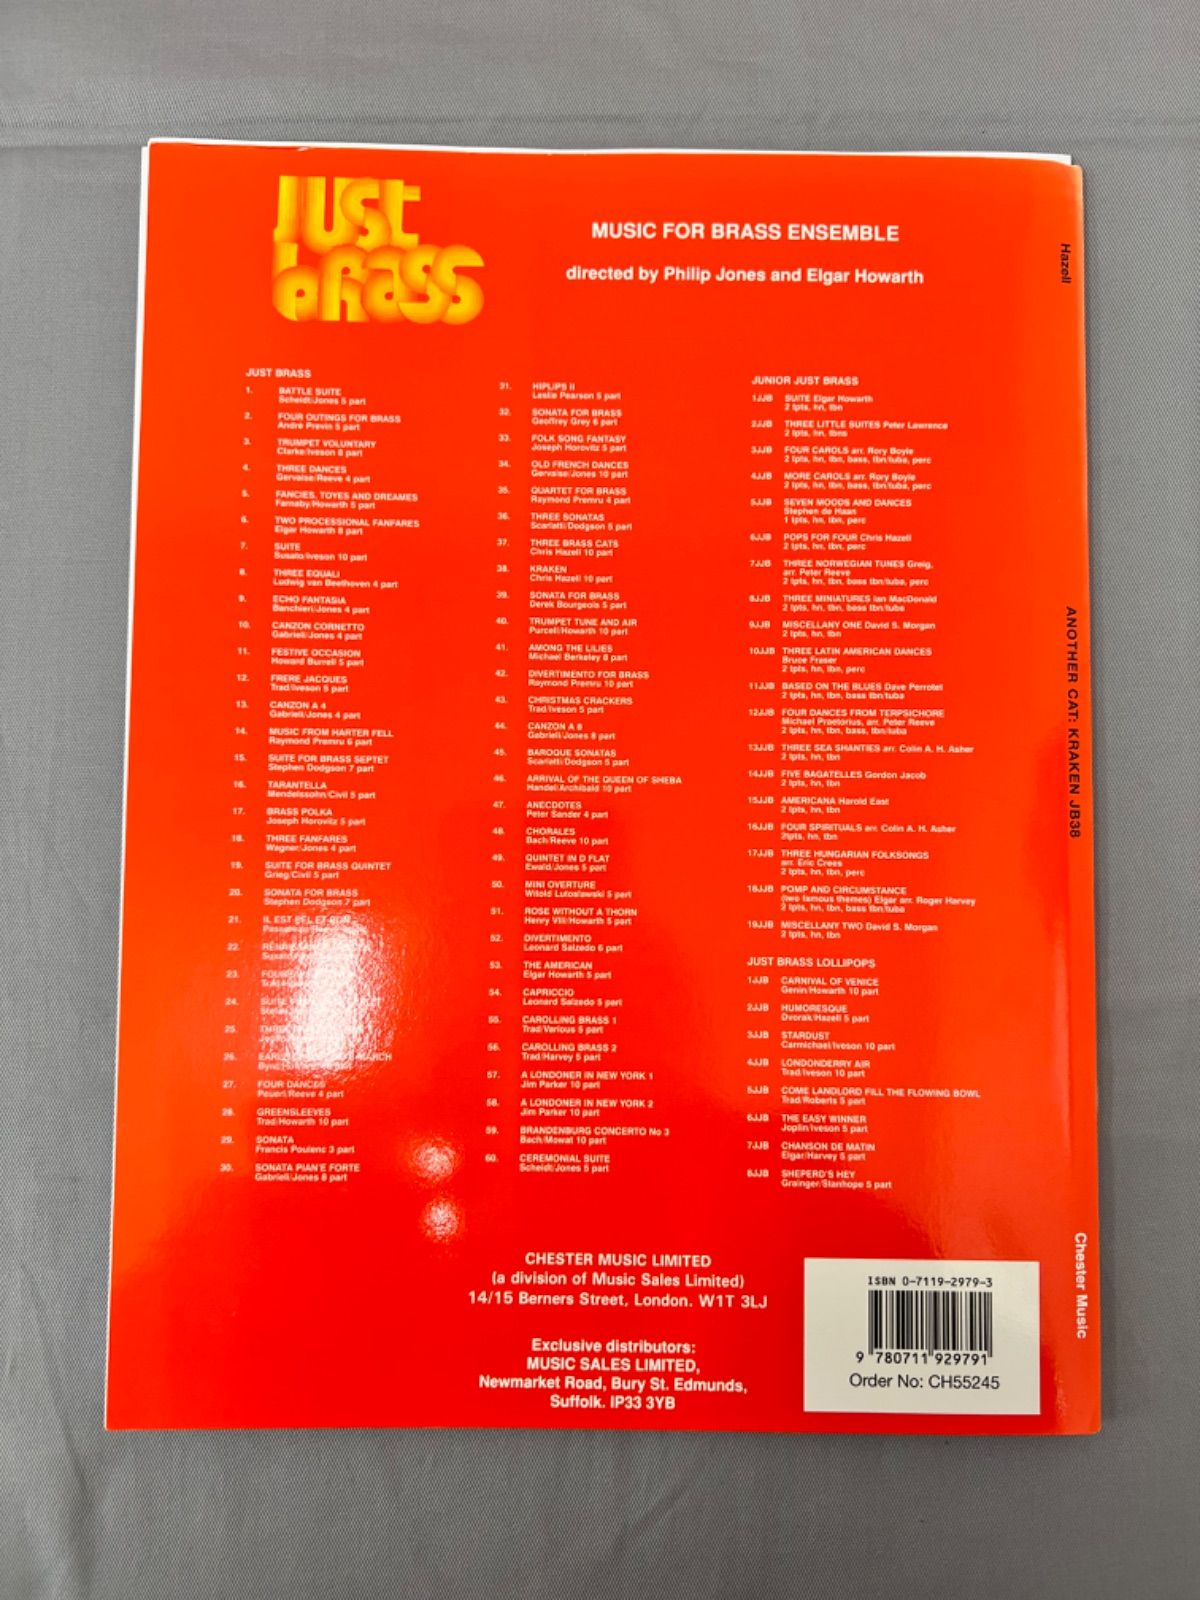 Just
bRass
MUSIC FOR BRASS ENSEMBLE
directed by Philip Jones and Elgar Howarth
JUST BRASS
1. BATTLE SUITE
Scheidt/Jones 5 part
2. FOUR OUTINGS FOR BRASS
André Previn 5 part
3. TRUMPET VOLUNTARY
Clarke/Iveson 8 part
4. THREE DANCES
Gervaise/Reeve 4 part
5. FANCIES, TOYES AND DREAMES
Farnaby/Howarth 5 part
6. TWO PROCESSIONAL FANFARES
Elgar Howarth 8 part
7. SUITE
Susato/Iveson 10 part
8. THREE EQUALI
Ludwig van Beethoven 4 part
9. ECHO FANTASIA
Banchieri/Jones 4 part
10. CANZON CORNETTO
Gabrieli/Jones 4 part
11. FESTIVE OCCASION
Howard Burrell 5 part
12. FRERE JACQUES
Trad/Iveson 5 part
13. CANZON A 4
Gabrieli/Jones 4 part
14. MUSIC FROM HARTER FELL
Raymond Premru 6 part
15. SUITE FOR BRASS SEPTET
Stephen Dodgson 7 part
16. TARANTELLA
Mendelssohn/Civil 5 part
17. BRASS POLKA
Joseph Horovitz 5 part
18. THREE FANFARES
Wagner/Jones 4 part
19. SUITE FOR BRASS QUINTET
Grieg/Civil 5 part
20. SONATA FOR BRASS
Stephen Dodgson 7 part
21. IL EST BEL ET BON
22.
23.
24. SUITE
25.
26. MARCH
27. FOUR DANCES
Peuerl/Reeve 4 part
28. GREENSLEEVES
Trad/Howarth 10 part
29. SONATA
Francis Poulenc 3 part
30. SONATA PIAN'E FORTE
Gabrieli/Jones 8 part
31. HIPLIPS II
Leslie Pearson 5 part
32. SONATA FOR BRASS
Geoffrey Grey 6 part
33. FOLK SONG FANTASY
Joseph Horovitz 5 part
34. OLD FRENCH DANCES
Gervaise/Jones 10 part
35. QUARTET FOR BRASS
Raymond Premru 4 part
36. THREE SONATAS
Scarlatti/Dodgson 5 part
37. THREE BRASS CATS
Chris Hazell 10 part
38. KRAKEN
Chris Hazell 10 part
39. SONATA FOR BRASS
Derek Bourgeois 5 part
40. TRUMPET TUNE AND AIR
Purcell/Howarth 10 part
41. AMONG THE LILIES
Michael Berkeley 8 part
42. DIVERTIMENTO FOR BRASS
Raymond Premru 10 part
43. CHRISTMAS CRACKERS
Trad/Iveson 5 part
44. CANZON A 8
Gabrieli/Jones 8 part
45. BAROQUE SONATAS
Scarlatti/Dodgson 5 part
46. ARRIVAL OF THE QUEEN OF SHEBA
Handel/Archibald 10 part
47. ANECDOTES
Peter Sander 4 part
48. CHORALES
Bach/Reeve 10 part
49. QUINTET IN D FLAT
Ewald/Jones 5 part
50. MINI OVERTURE
Witold Lutoslawski 5 part
51. ROSE WITHOUT A THORN
Henry VIII/Howarth 5 part
52. DIVERTIMENTO
Leonard Salzedo 6 part
53. THE AMERICAN
Elgar Howarth 5 part
54. CAPRICCIO
Leonard Salzedo 5 part
55. CAROLLING BRASS 1
Trad/Various 5 part
56. CAROLLING BRASS 2
Trad/Harvey 5 part
57. A LONDONER IN NEW YORK 1
Jim Parker 10 part
58. A LONDONER IN NEW YORK 2
Jim Parker 10 part
59. BRANDENBURG CONCERTO No 3
Bach/Mowat 10 part
60. CEREMONIAL SUITE
Scheidt/Jones 5 part
JUNIOR JUST BRASS
1JJB SUITE Elgar Howarth
2 tpts, hn, tbn
2JJB THREE LITTLE SUITES Peter Lawrence
2 tpts, hn, tbns
3JJB FOUR CAROLS arr. Rory Boyle
2 tpts, hn, tbn, bass, tbn/tuba, perc
4JJB MORE CAROLS arr. Rory Boyle
2 tpts, hn, tbn, bass, tbn/tuba, perc
5JJB SEVEN MOODS AND DANCES
Stephen de Haan
1 tpts, hn, tbn, perc
6JJB POPS FOR FOUR Chris Hazell
2 tpts, hn, tbn, perc
7JJB THREE NORWEGIAN TUNES Greig,
arr. Peter Reeve
2 tpts, hn, tbn, bass tbn/tuba, perc
8JJB THREE MINIATURES Ian MacDonald
2 tpts, hn, tbn, bass tbn/tuba
9JJB MISCELLANY ONE David S. Morgan
2 tpts, hn, tbn
10JJB THREE LATIN AMERICAN DANCES
Bruce Fraser
2 tpts, hn, tbn, perc
11JJB BASED ON THE BLUES Dave Perrottet
2 tpts, hn, tbn, bass tbn/tuba
12JJB FOUR DANCES FROM TERPSICHORE
Michael Praetorius, arr. Peter Reeve
2 tpts, hn, tbn, bass, tbn/tuba
13JJB THREE SEA SHANTIES arr. Colin A. H. Asher
2 tpts, hn, tbn
14JJB FIVE BAGATELLES Gordon Jacob
2 tpts, hn, tbn
15JJB AMERICANA Harold East
2 tpts, hn, tbn
16JJB FOUR SPIRITUALS arr. Colin A. H. Asher
2tpts, hn, tbn
17JJB THREE HUNGARIAN FOLKSONGS
arr. Eric Crees
2 tpts, hn, tbn, perc
18JJB POMP AND CIRCUMSTANCE
(two famous themes) Elgar arr. Roger Harvey
2 tpts, hn, tbn, bass tbn/tuba
19JJB MISCELLANY TWO David S. Morgan
2 tpts, hn, tbn
JUST BRASS LOLLIPOPS
1JJB CARNIVAL OF VENICE
Genin/Howarth 10 part
2JJB HUMORESQUE
Dvorak/Hazell 5 part
3JJB STARDUST
Carmichael/Iveson 10 part
4JJB LONDONDERRY AIR
Trad/Iveson 10 part
5JJB COME LANDLORD FILL THE FLOWING BOWL
Trad/Roberts 5 part
6JJB THE EASY WINNER
Joplin/Iveson 5 part
7JJB CHANSON DE MATIN
Elgar/Harvey 5 part
8JJB SHEPERD'S HEY
Grainger/Stanhope 5 part
CHESTER MUSIC LIMITED
(a division of Music Sales Limited)
14/15 Berners Street, London. W1T 3LJ
Exclusive distributors:
MUSIC SALES LIMITED,
Newmarket Road, Bury St. Edmunds,
Suffolk. IP33 3YB
ISBN 0-7119-2979-3
9 780711 929791
Order No: CH55245
Hazell
ANOTHER CAT: KRAKEN JB38
Chester Music